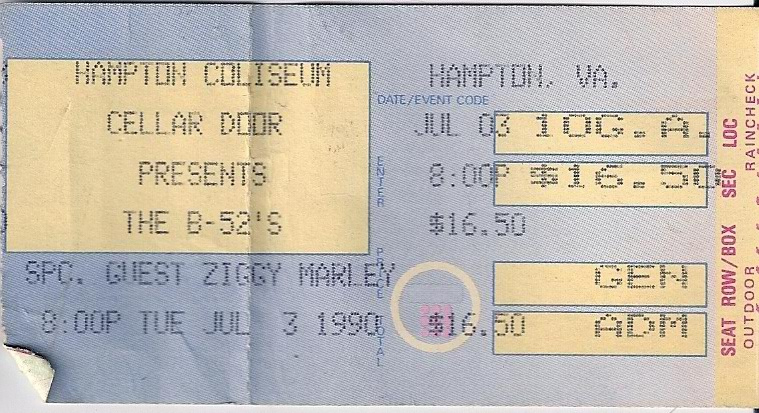 HAMPTON COLISEUM
CELLAR DOOR
PRESENTS
THE B-52'S
SPC. GUEST ZIGGY MARLEY
8:00P TUE JUL 3 1990
HAMPTON, VA.
DATE/EVENT CODE
JUL 03 10G.A.
8:00P $16.50
$16.50
GEN
$16.50 ADM
ENTER
PRICE
TOTAL
SEAT ROW/BOX SEC LOC
OUTDOOR RAINCHECK